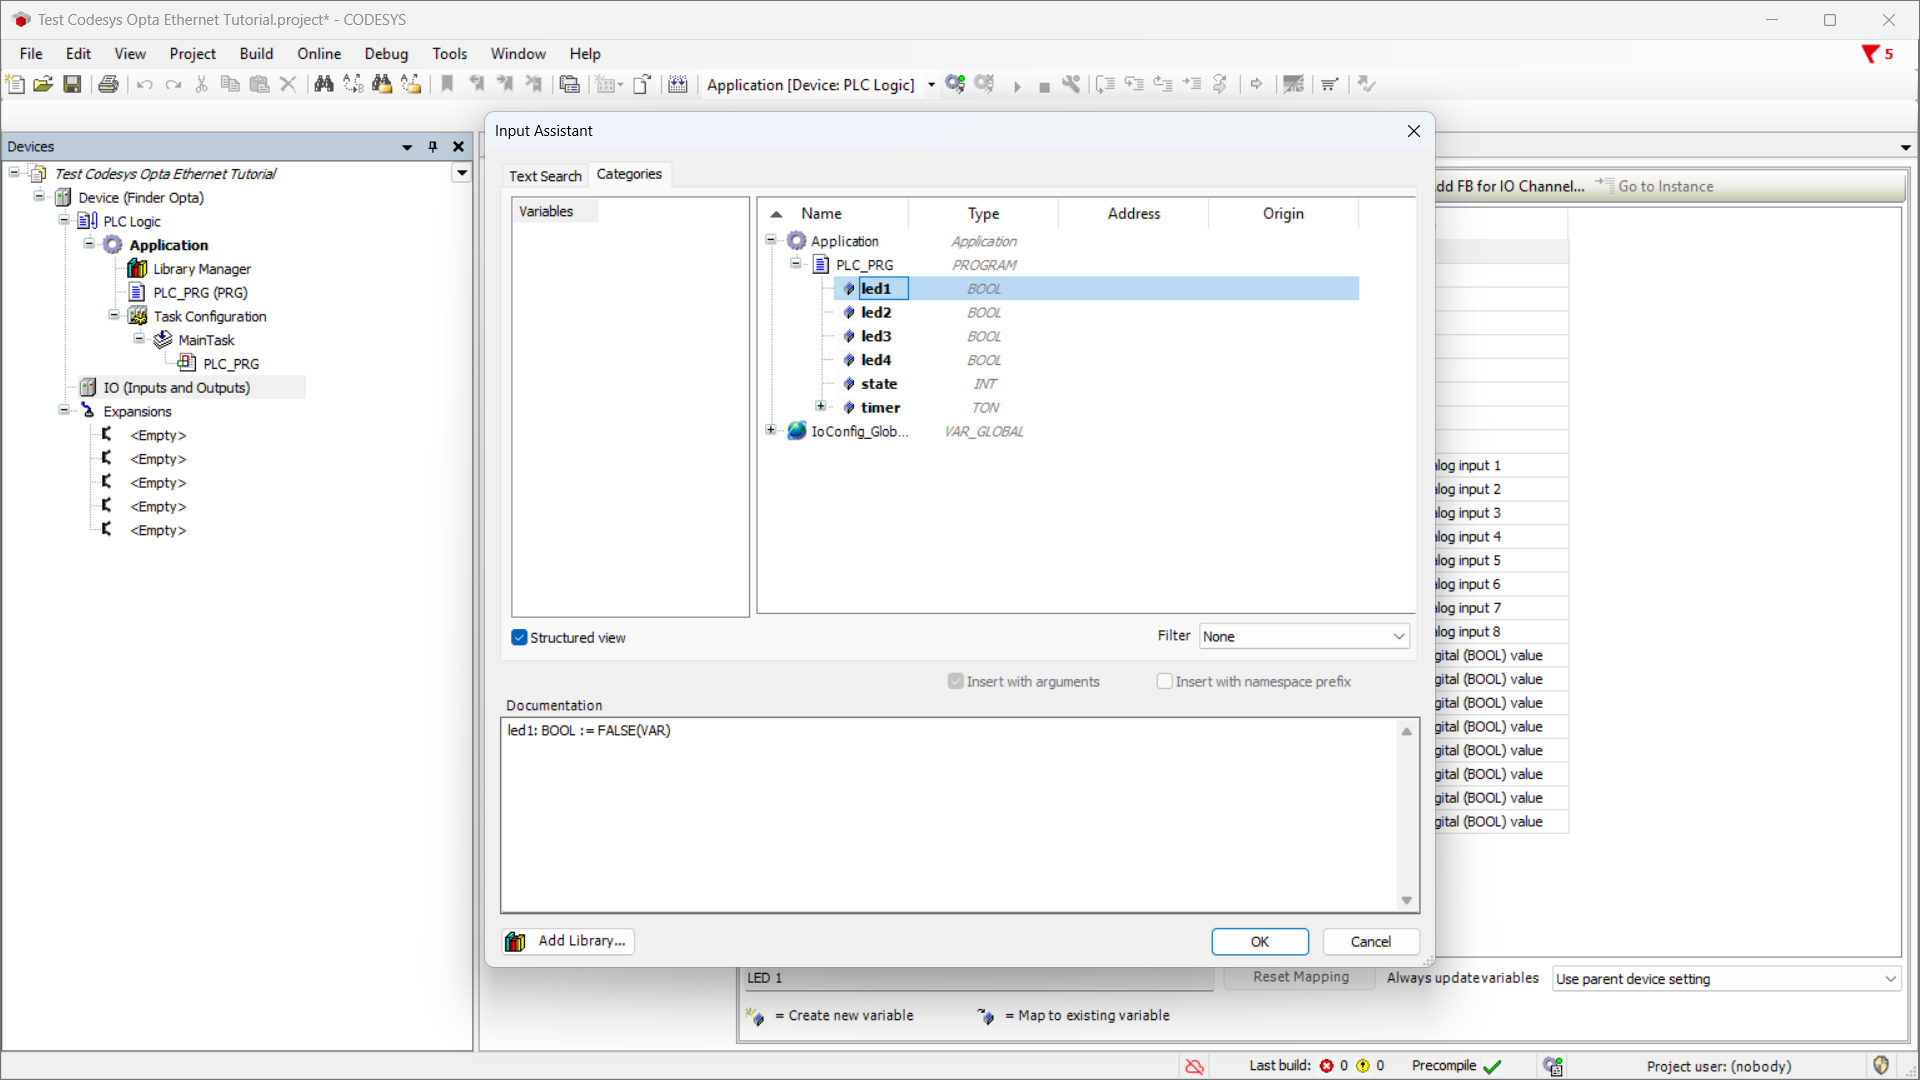 Test Codesys Opta Ethernet Tutorial.project* - CODESYS
File Edit View Project Build Online Debug Tools Window Help
5
Application [Device: PLC Logic]
Devices
Test Codesys Opta Ethernet Tutorial
Device (Finder Opta)
PLC Logic
Application
Library Manager
PLC_PRG (PRG)
Task Configuration
MainTask
PLC_PRG
IO (Inputs and Outputs)
Expansions
<Empty>
<Empty>
<Empty>
<Empty>
<Empty>
Input Assistant
Text Search Categories
Variables
Name Type Address Origin
Application Application
PLC_PRG PROGRAM
led1 BOOL
led2 BOOL
led3 BOOL
led4 BOOL
state INT
timer TON
IoConfig_Glob... VAR_GLOBAL
Structured view
Filter None
Insert with arguments Insert with namespace prefix
Documentation
led1: BOOL := FALSE(VAR)
Add Library...
OK Cancel
dd FB for IO Channel... Go to Instance
alog input 1
alog input 2
alog input 3
alog input 4
alog input 5
alog input 6
alog input 7
alog input 8
gital (BOOL) value
gital (BOOL) value
gital (BOOL) value
gital (BOOL) value
gital (BOOL) value
gital (BOOL) value
gital (BOOL) value
gital (BOOL) value
LED 1 Reset Mapping Always update variables Use parent device setting
= Create new variable = Map to existing variable
Last build: 0 0 Precompile Project user: (nobody)